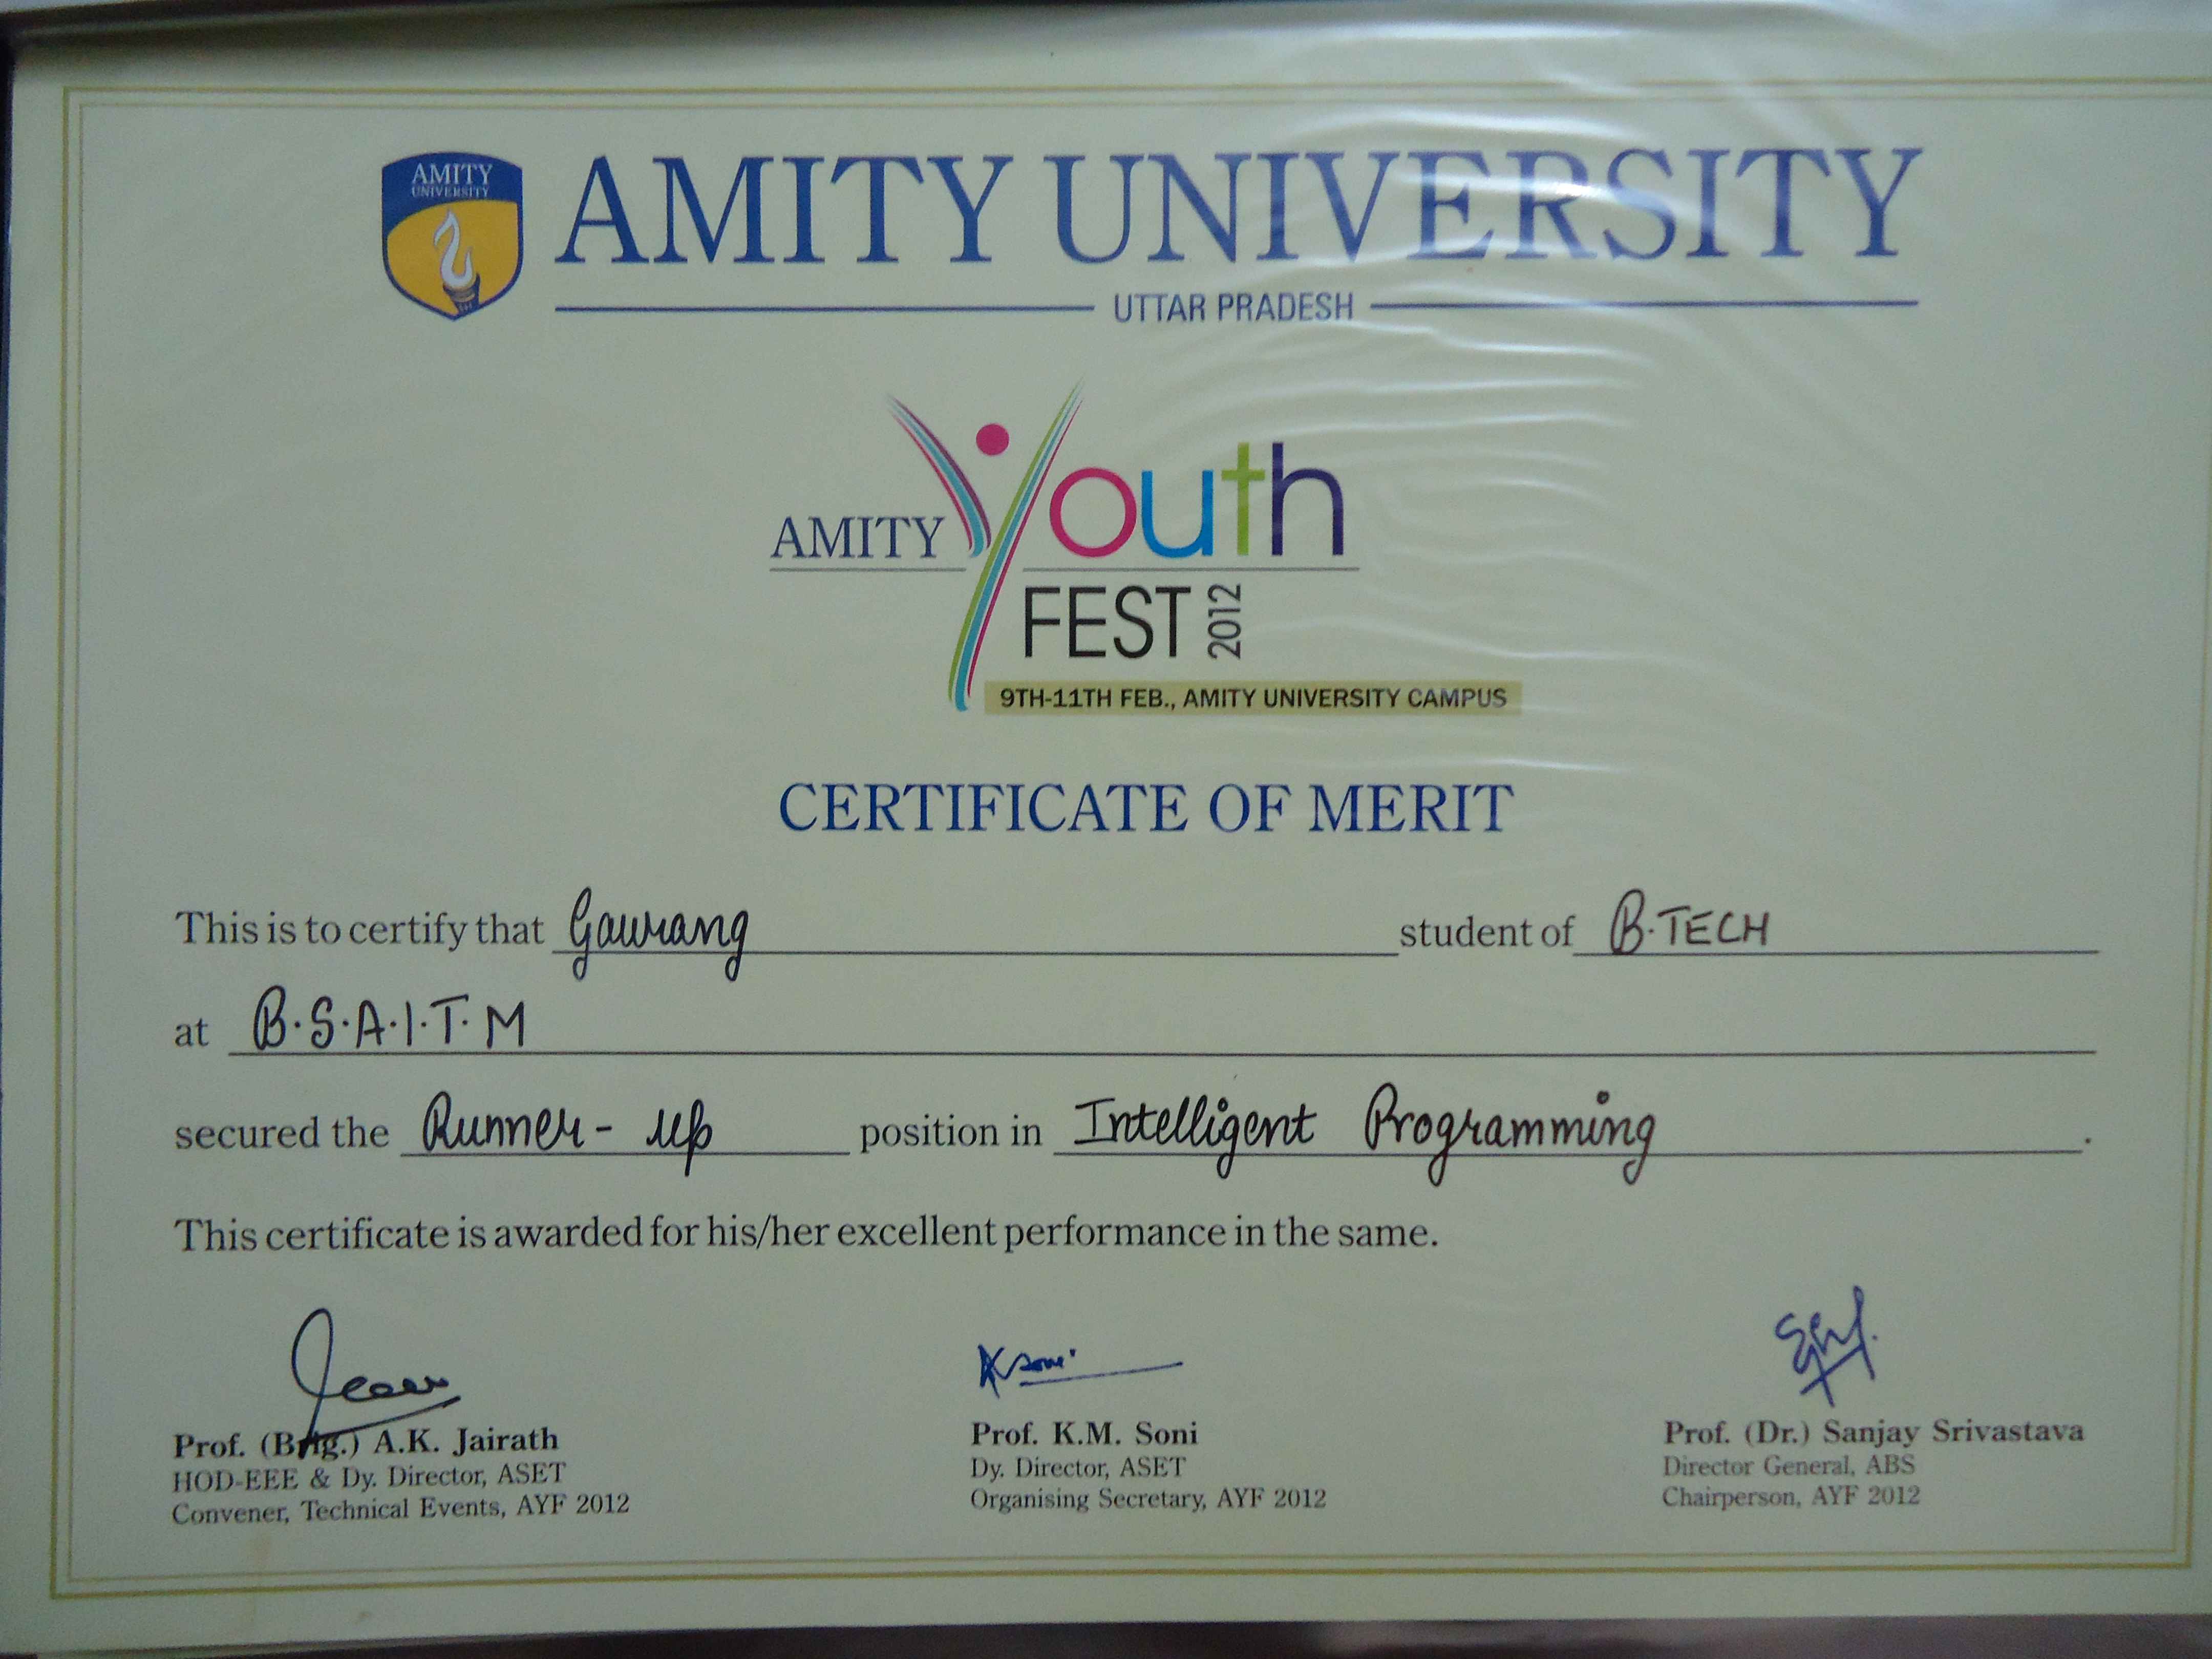 AMITY
UNIVERSITY
AMITY UNIVERSITY
UTTAR PRADESH
AMITY Youth
FEST 2012
9TH-11TH FEB., AMITY UNIVERSITY CAMPUS
CERTIFICATE OF MERIT
This is to certify that Gaurang student of B.TECH
at B.S.A.I.T.M
secured the Runner-up position in Intelligent Programming.
This certificate is awarded for his/her excellent performance in the same.
Prof. (Brig.) A.K. Jairath
HOD-EEE & Dy. Director, ASET
Convener, Technical Events, AYF 2012
K Soni
Prof. K.M. Soni
Dy. Director, ASET
Organising Secretary, AYF 2012
Prof. (Dr.) Sanjay Srivastava
Director General, ABS
Chairperson, AYF 2012